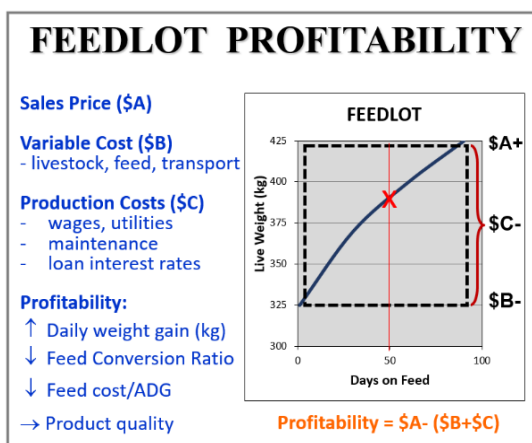 FEEDLOT PROFITABILITY
Sales Price ($A)
Variable Cost ($B)
- livestock, feed, transport
Production Costs ($C)
- wages, utilities
- maintenance
- loan interest rates
Profitability:
↑ Daily weight gain (kg)
↓ Feed Conversion Ratio
↓ Feed cost/ADG
→ Product quality
FEEDLOT
Live Weight (kg)
425
400
375
350
325
300
0
50
100
Days on Feed
X
$A+
$C-
$B-
Profitability = $A- ($B+$C)